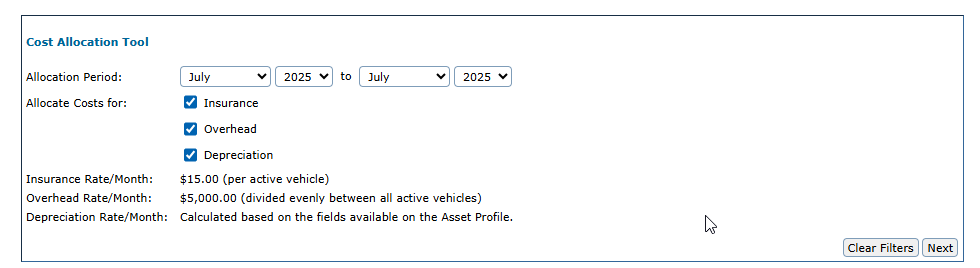 Cost Allocation Tool
Allocation Period: July 2025 to July 2025
Allocate Costs for: Insurance
Overhead
Depreciation
Insurance Rate/Month: $15.00 (per active vehicle)
Overhead Rate/Month: $5,000.00 (divided evenly between all active vehicles)
Depreciation Rate/Month: Calculated based on the fields available on the Asset Profile.
Clear Filters Next